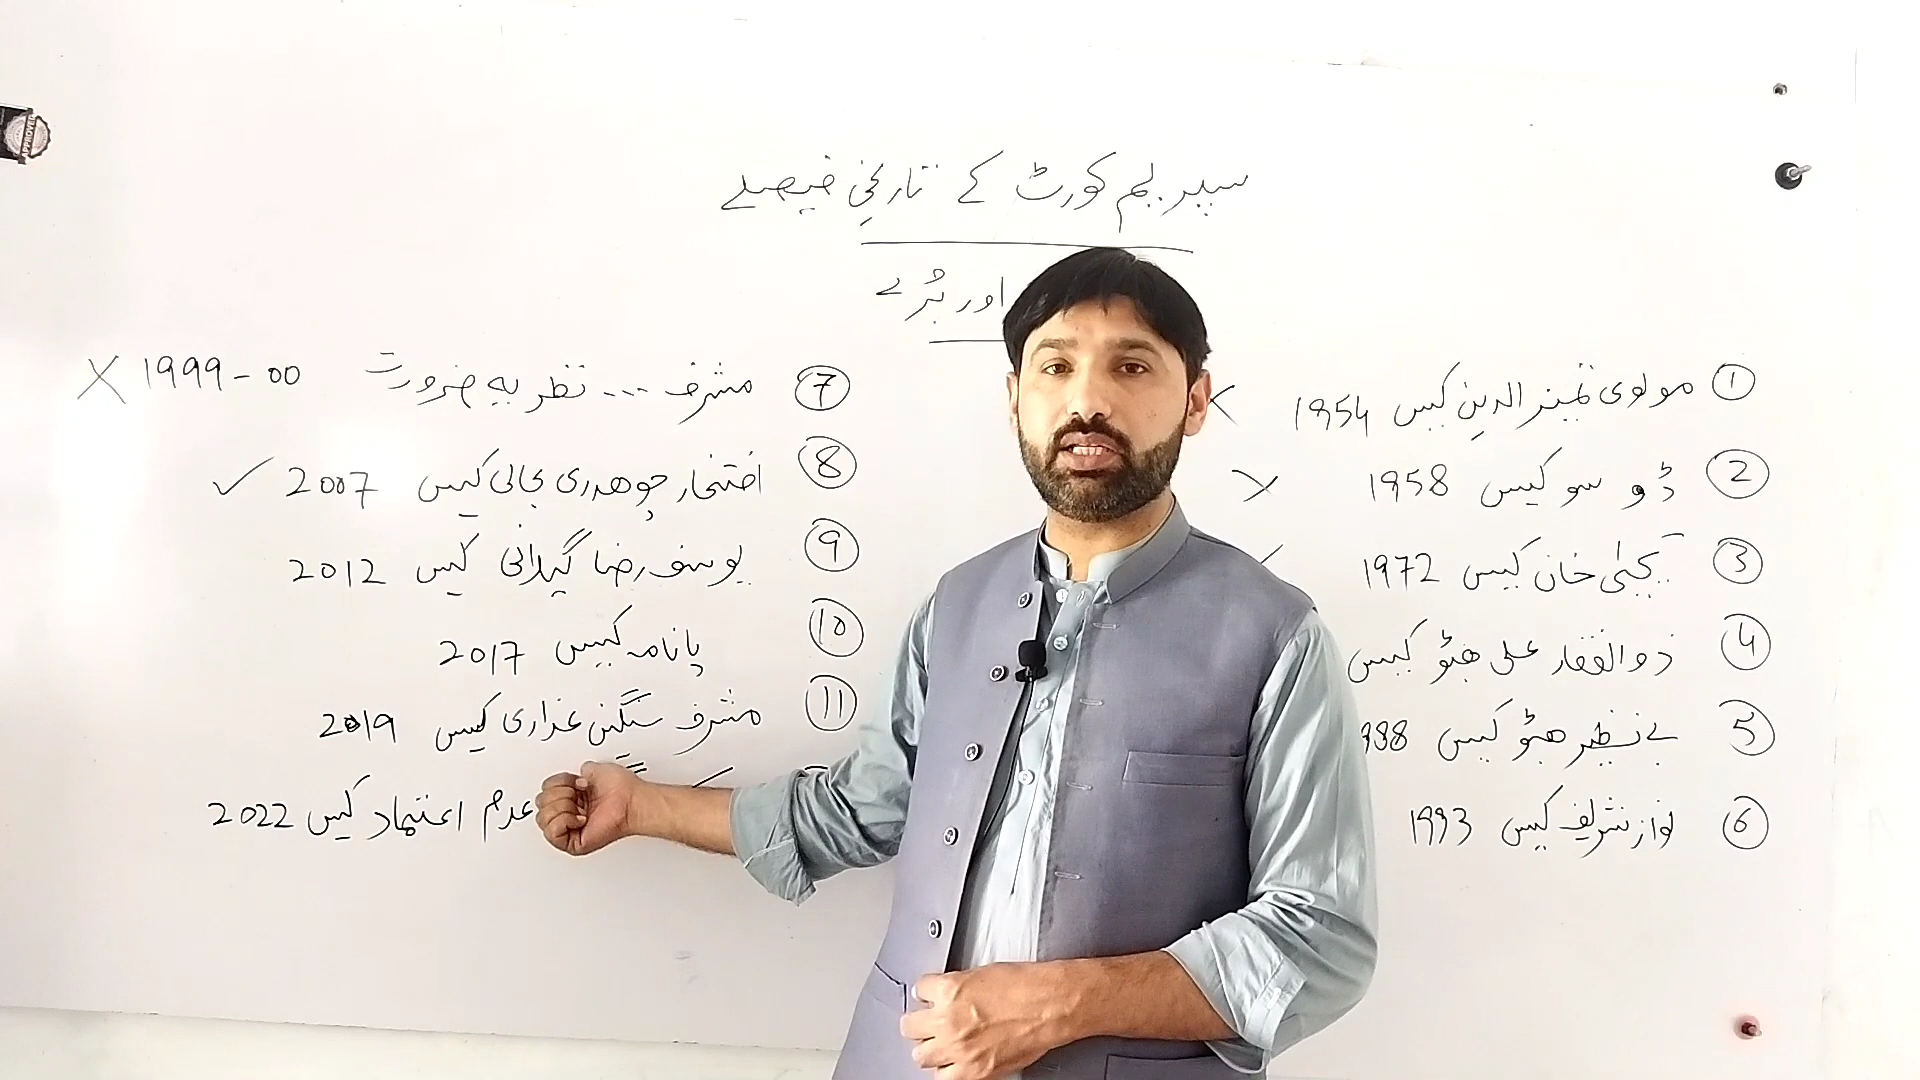 سپریم کورٹ کے تاریخی فیصلے
اور بُرے
① مولوی تمیز الدین کیس 1954
② ڈوسو کیس 1958 ✗
③ یحییٰ خان کیس 1972
④ ذوالفقار علی بھٹو کیس
⑤ بے نظیر بھٹو کیس 988
⑥ نواز شریف کیس 1993
⑦ مشرف ... نظریہ ضرورت 1999-00 ✗
⑧ افتخار چوہدری بحالی کیس 2007 ✓
⑨ یوسف رضا گیلانی کیس 2012
⑩ پانامہ کیس 2017
⑪ مشرف سنگین غداری کیس 2019
عدم اعتماد کیس 2022
APPROVED